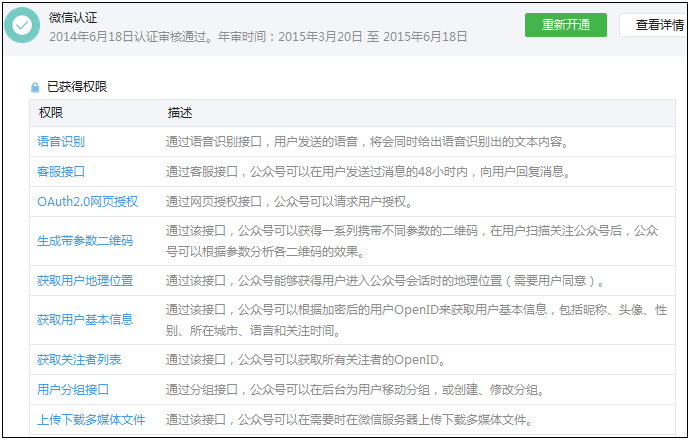 微信认证
2014年6月18日认证审核通过。年审时间：2015年3月20日 至 2015年6月18日
重新开通
查看详情
已获得权限
权限 描述
语音识别 通过语音识别接口，用户发送的语音，将会同时给出语音识别出的文本内容。
客服接口 通过客服接口，公众号可以在用户发送过消息的48小时内，向用户回复消息。
OAuth2.0网页授权 通过网页授权接口，公众号可以请求用户授权。
生成带参数二维码 通过该接口，公众号可以获得一系列携带不同参数的二维码，在用户扫描关注公众号后，公众
号可以根据参数分析各二维码的效果。
获取用户地理位置 通过该接口，公众号能够获得用户进入公众号会话时的地理位置（需要用户同意）。
获取用户基本信息 通过该接口，公众号可以根据加密后的用户OpenID来获取用户基本信息，包括昵称、头像、性
别、所在城市、语言和关注时间。
获取关注者列表 通过该接口，公众号可以获取所有关注者的OpenID。
用户分组接口 通过分组接口，公众号可以在后台为用户移动分组，或创建、修改分组。
上传下载多媒体文件 通过该接口，公众号可以在需要时在微信服务器上传下载多媒体文件。